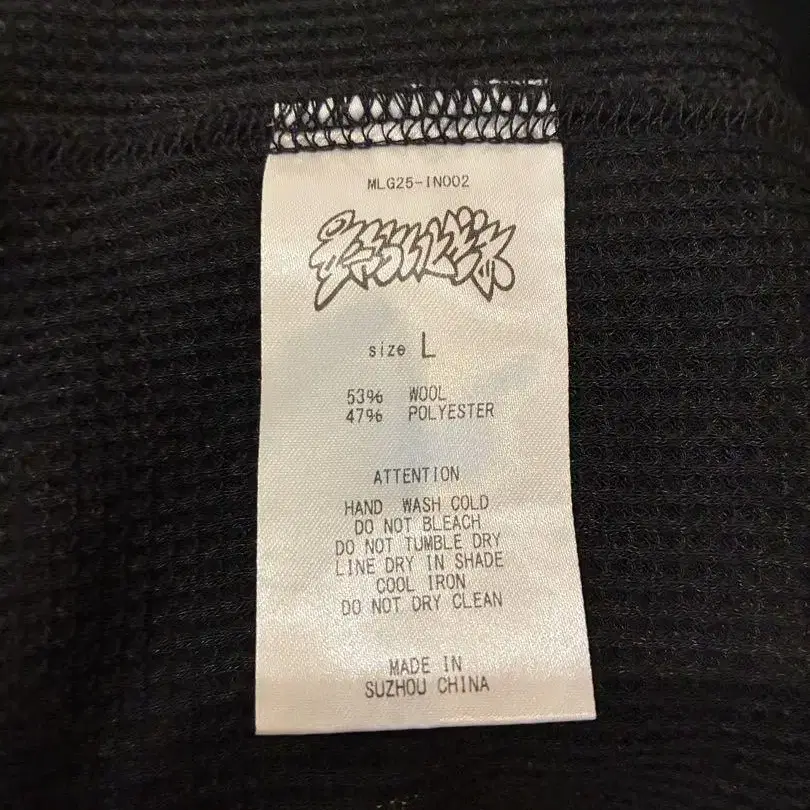 MLG25-IN002
size L
53% WOOL
47% POLYESTER
ATTENTION
HAND WASH COLD
DO NOT BLEACH
DO NOT TUMBLE DRY
LINE DRY IN SHADE
COOL IRON
DO NOT DRY CLEAN
MADE IN
SUZHOU CHINA